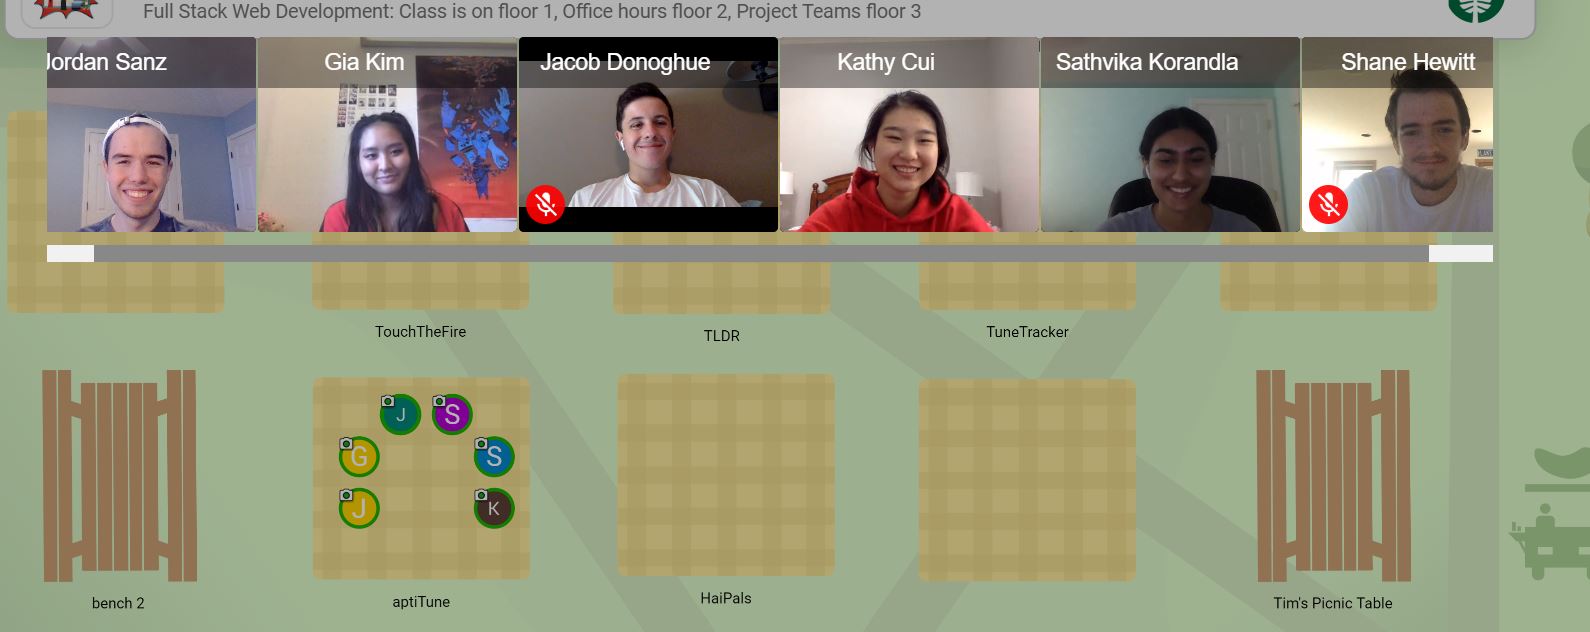 Full Stack Web Development: Class is on floor 1, Office hours floor 2, Project Teams floor 3
Jordan Sanz
Gia Kim
Jacob Donoghue
Kathy Cui
Sathvika Korandla
Shane Hewitt
TouchTheFire
TLDR
TuneTracker
J
S
G
S
J
K
bench 2
aptiTune
HaiPals
Tim's Picnic Table